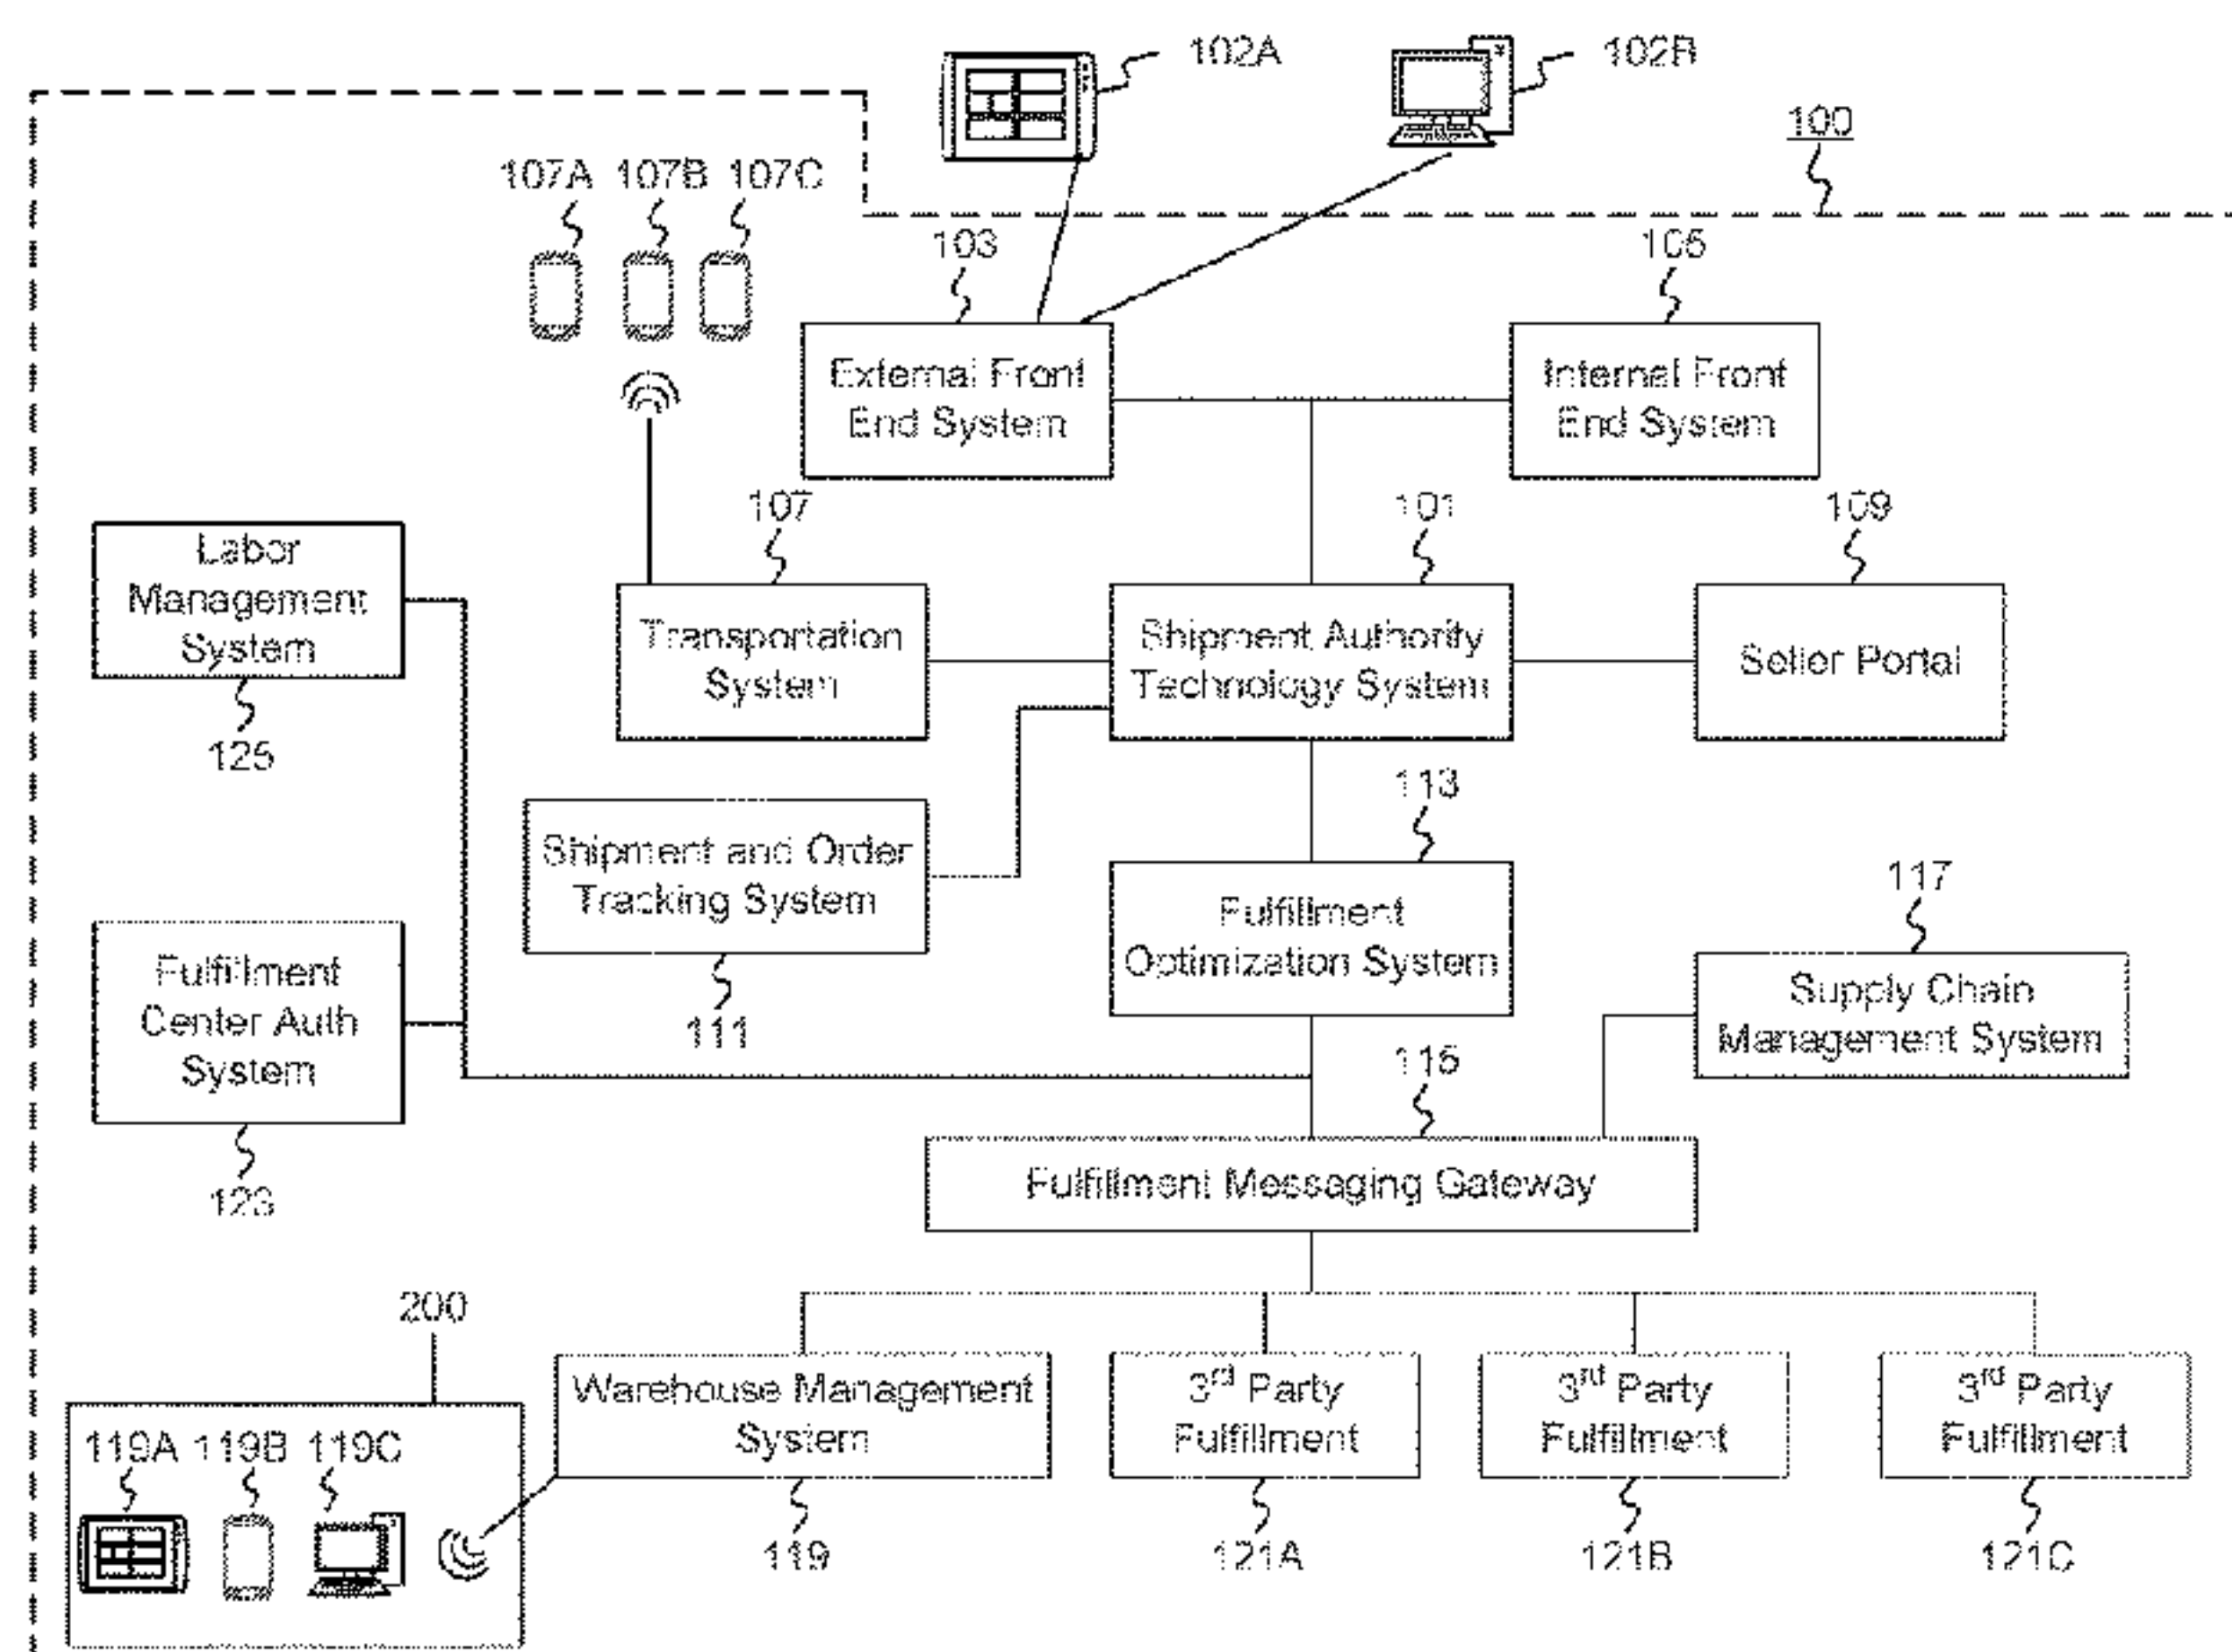 102A
102B
100
107A 107B 107C
103
105
External Front
End System
Internal Front
End System
107
101
109
Labor
Management
System
Transportation
System
Shipment Authority
Technology System
Seller Portal
125
113
Shipment and Order
Tracking System
117
Fulfillment
Optimization System
Fulfillment
Center Auth
System
Supply Chain
Management System
111
115
Fulfillment Messaging Gateway
123
200
Warehouse Management
System
3rd Party
Fulfillment
3rd Party
Fulfillment
3rd Party
Fulfillment
119A 119B 119C
119
121A
121B
121C